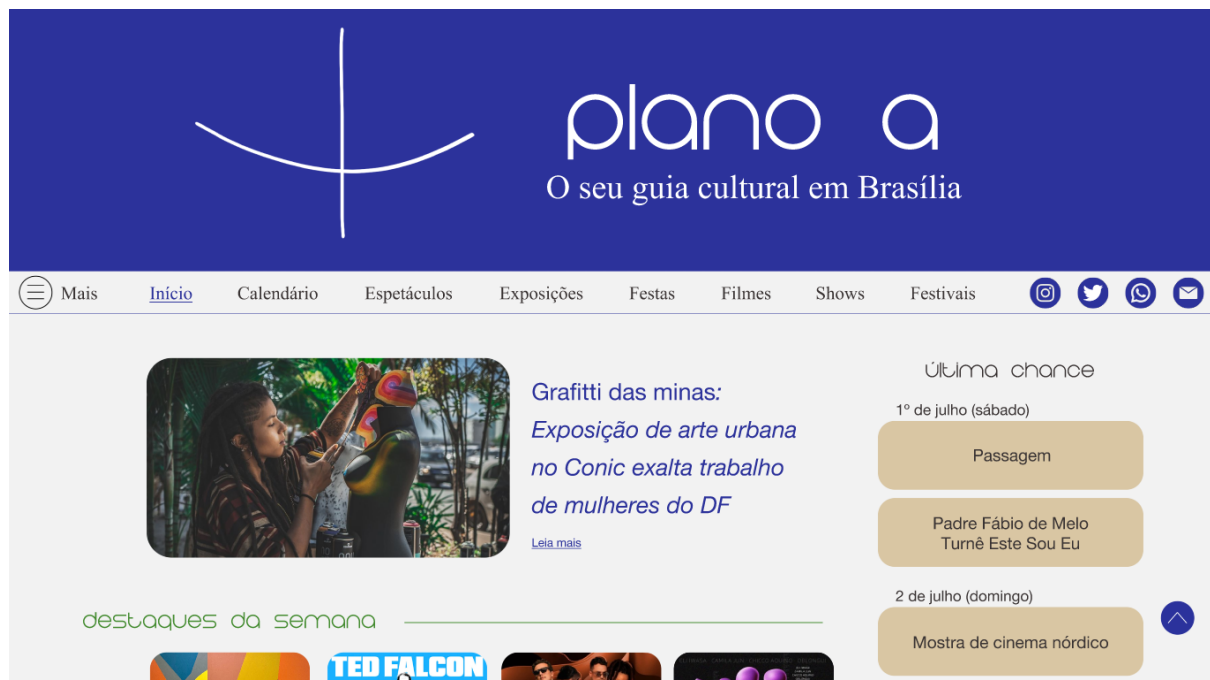 plano a
O seu guia cultural em Brasília
Mais Início Calendário Espetáculos Exposições Festas Filmes Shows Festivais
Grafitti das minas:
Exposição de arte urbana
no Conic exalta trabalho
de mulheres do DF
Leia mais
última chance
1º de julho (sábado)
Passagem
Padre Fábio de Melo
Turnê Este Sou Eu
2 de julho (domingo)
Mostra de cinema nórdico
destaques da semana
TED FALCON